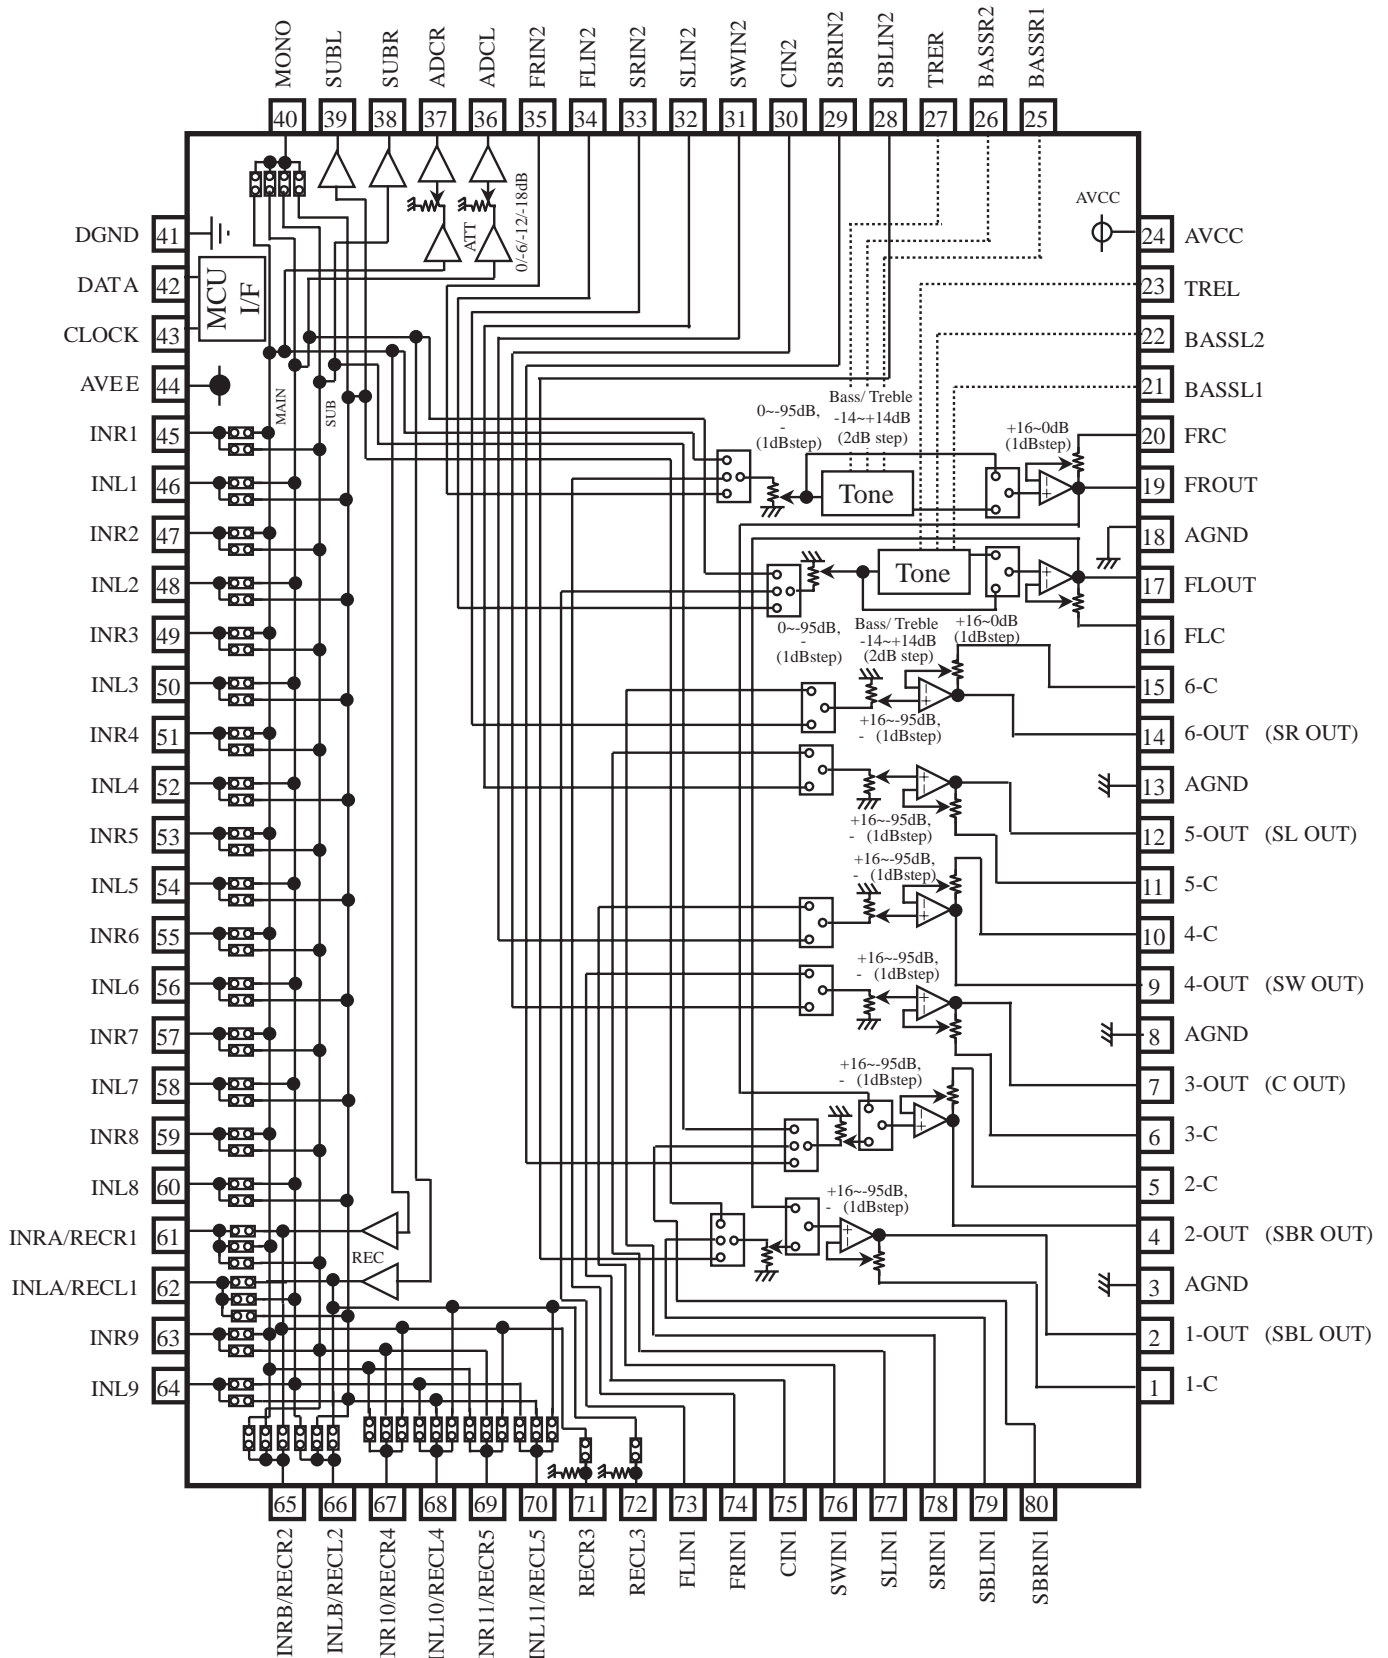 MONO
SUBL
SUBR
ADCR
ADCL
FRIN2
FLIN2
SRIN2
SLIN2
SWIN2
CIN2
SBRIN2
SBLIN2
TRER
BASSR2
BASSR1
40
39
38
37
36
35
34
33
32
31
30
29
28
27
26
25
ATT
0/-6/-12/-18dB
AVCC
DGND 41
DATA 42
CLOCK 43
AVEE 44
INR1 45
INL1 46
INR2 47
INL2 48
INR3 49
INL3 50
INR4 51
INL4 52
INR5 53
INL5 54
INR6 55
INL6 56
INR7 57
INL7 58
INR8 59
INL8 60
INRA/RECR1 61
INLA/RECL1 62
INR9 63
INL9 64
MCU
I/F
MAIN
SUB
REC
0~-95dB,
-
(1dBstep)
Bass/ Treble
-14~+14dB
(2dB step)
+16~0dB
(1dBstep)
Tone
Tone
0~-95dB,
-
(1dBstep)
Bass/ Treble
-14~+14dB
(2dB step)
+16~0dB
(1dBstep)
+16~-95dB,
- (1dBstep)
+16~-95dB,
- (1dBstep)
+16~-95dB,
- (1dBstep)
+16~-95dB,
- (1dBstep)
+16~-95dB,
- (1dBstep)
+16~-95dB,
- (1dBstep)
24 AVCC
23 TREL
22 BASSL2
21 BASSL1
20 FRC
19 FROUT
18 AGND
17 FLOUT
16 FLC
15 6-C
14 6-OUT (SR OUT)
13 AGND
12 5-OUT (SL OUT)
11 5-C
10 4-C
9 4-OUT (SW OUT)
8 AGND
7 3-OUT (C OUT)
6 3-C
5 2-C
4 2-OUT (SBR OUT)
3 AGND
2 1-OUT (SBL OUT)
1 1-C
65
66
67
68
69
70
71
72
73
74
75
76
77
78
79
80
INRB/RECR2
INLB/RECL2
INR10/RECR4
INL10/RECL4
INR11/RECR5
INL11/RECL5
RECR3
RECL3
FLIN1
FRIN1
CIN1
SWIN1
SLIN1
SRIN1
SBLIN1
SBRIN1